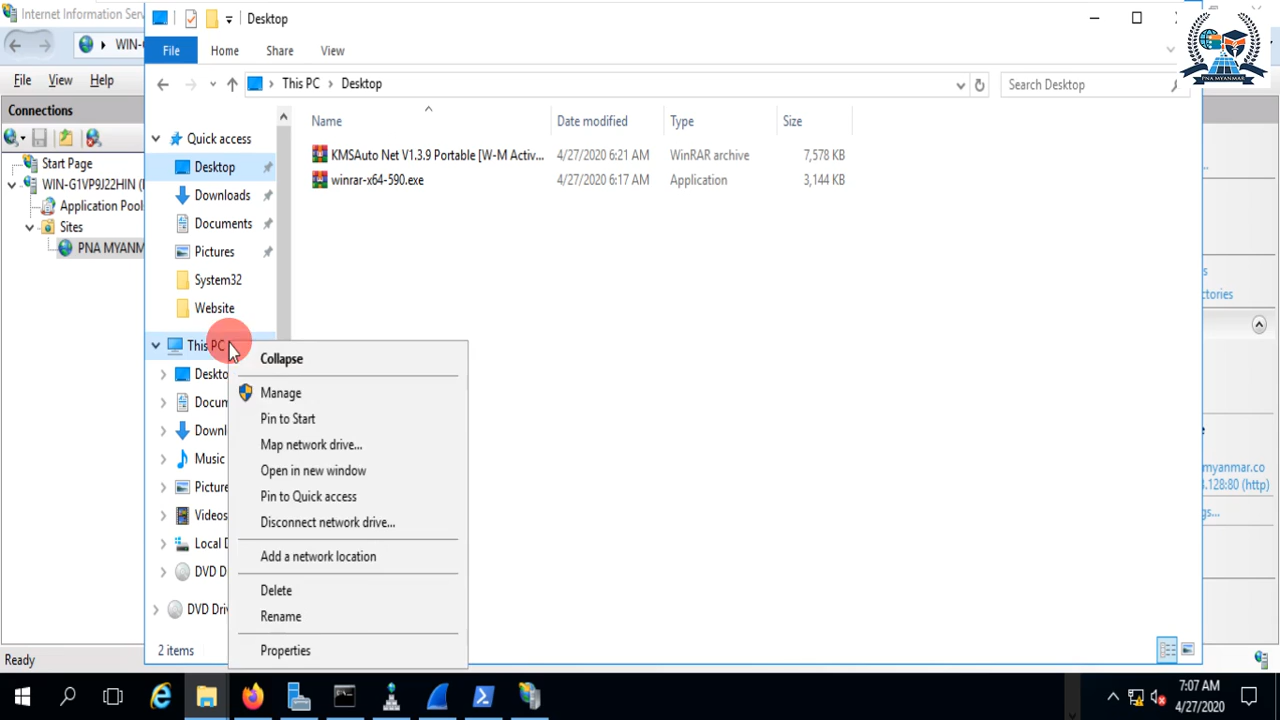 Internet Information Serv
Desktop
WIN-G
File Home Share View
File View Help
This PC Desktop
Search Desktop
PNA MYANMAR
Connections
Quick access
Name Date modified Type Size
Start Page
Desktop
KMSAuto Net V1.3.9 Portable [W-M Activ... 4/27/2020 6:21 AM WinRAR archive 7,578 KB
WIN-G1VP9J22HIN (
Downloads
winrar-x64-590.exe 4/27/2020 6:17 AM Application 3,144 KB
Application Pool
Documents
Sites
Pictures
PNA MYANM
System32
ctories
Website
This PC
Collapse
Deskto
Manage
Docum
Pin to Start
Downl
Map network drive...
Music
Open in new window
myanmar.co
Picture
.128:80 (http)
Pin to Quick access
Videos
gs...
Disconnect network drive...
Local D
Add a network location
DVD D
Delete
DVD Driv
Rename
2 items
Properties
Ready
7:07 AM
4/27/2020